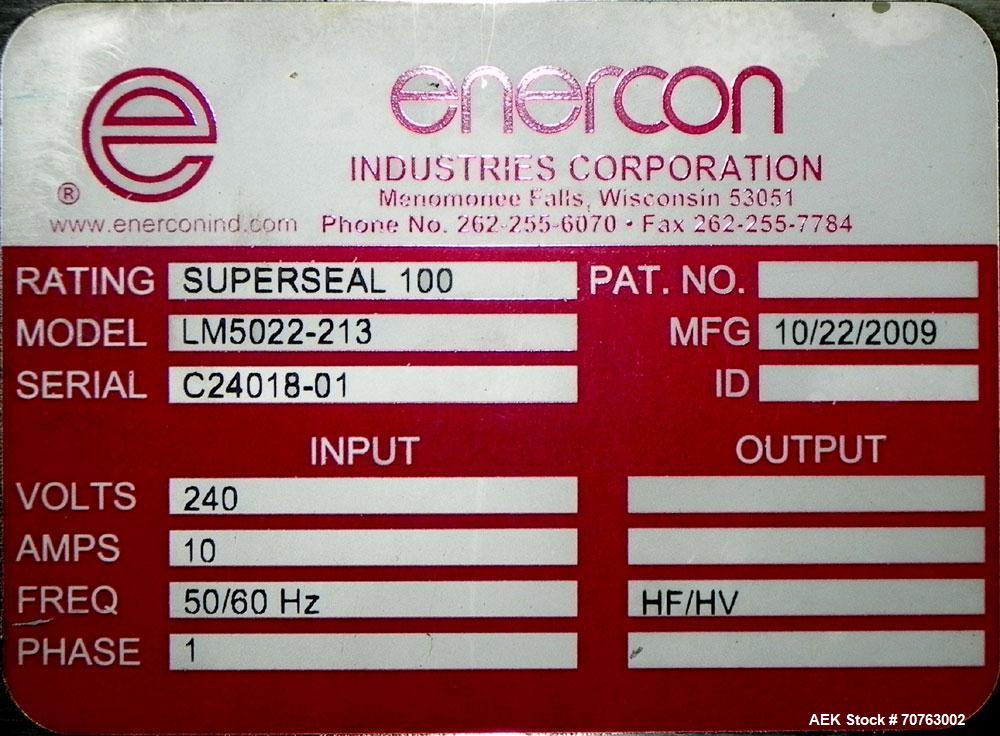 e
enercon
INDUSTRIES CORPORATION
®
Menomonee Falls, Wisconsin 53051
www.enerconind.com Phone No. 262-255-6070 • Fax 262-255-7784
RATING SUPERSEAL 100 PAT. NO.
MODEL LM5022-213 MFG 10/22/2009
SERIAL C24018-01 ID
INPUT OUTPUT
VOLTS 240
AMPS 10
FREQ 50/60 Hz HF/HV
PHASE 1
AEK Stock # 70763002